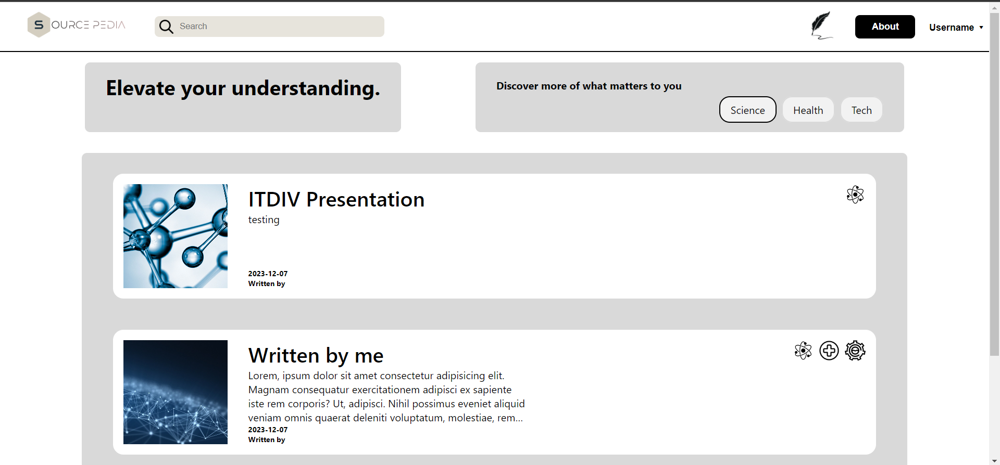 SOURCE PEDIA
Search
About
Username
Elevate your understanding.
Discover more of what matters to you
Science
Health
Tech
ITDIV Presentation
testing
2023-12-07
Written by
Written by me
Lorem, ipsum dolor sit amet consectetur adipisicing elit.
Magnam consequatur exercitationem adipisci ex sapiente
iste rem corporis? Ut, adipisci. Nihil possimus eveniet aliquid
veniam omnis quaerat deleniti voluptatum, molestiae, rem...
2023-12-07
Written by